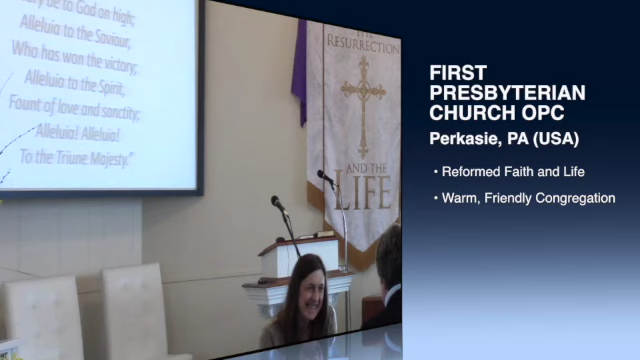 be to God on high;
Alleluia to the Saviour,
Who has won the victory;
Alleluia to the Spirit,
Fount of love and sanctity;
Alleluia! Alleluia!
To the Triune Majesty."
RESURRECTION
AND THE
LIFE
FIRST
PRESBYTERIAN
CHURCH OPC
Perkasie, PA (USA)
• Reformed Faith and Life
• Warm, Friendly Congregation